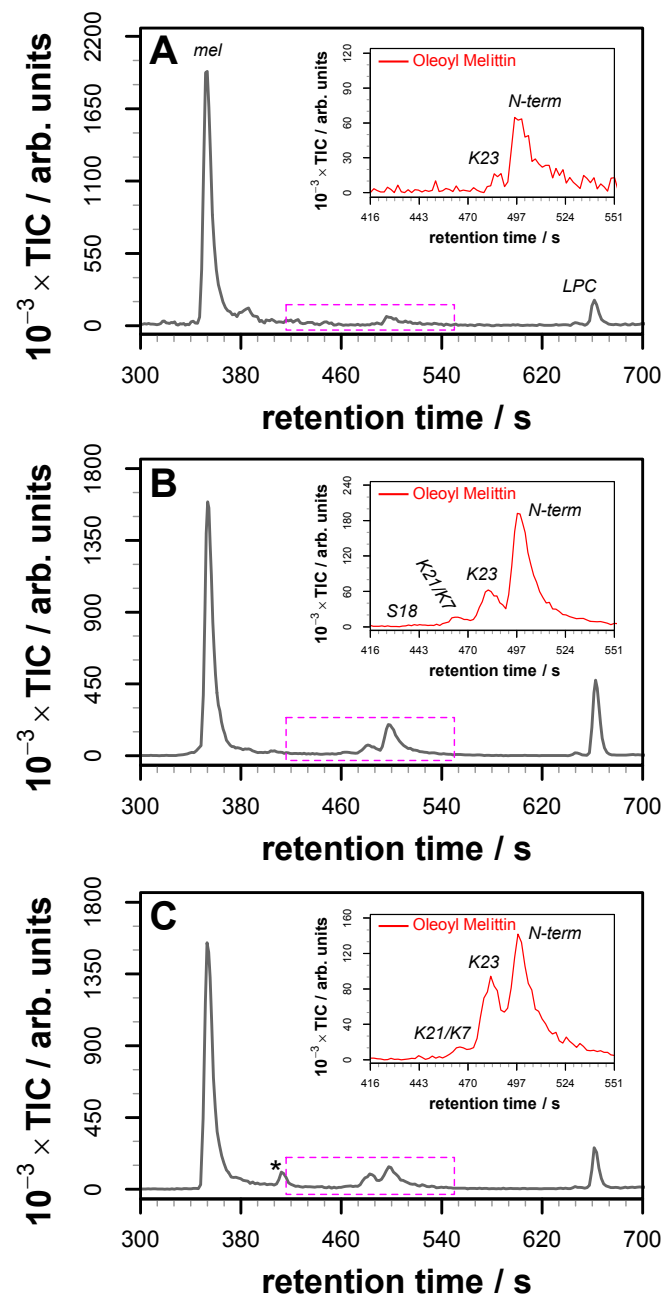 A
mel
LPC
10⁻³ × TIC / arb. units
0 550 1100 1650 2200
300 380 460 540 620 700
retention time / s
Oleoyl Melittin
N-term
K23
10⁻³ × TIC / arb. units
0 30 60 90 120
416 443 470 497 524 551
retention time / s
B
10⁻³ × TIC / arb. units
0 450 900 1350 1800
300 380 460 540 620 700
retention time / s
Oleoyl Melittin
N-term
K23
K21/K7
S18
10⁻³ × TIC / arb. units
0 60 120 180 240
416 443 470 497 524 551
retention time / s
C
*
10⁻³ × TIC / arb. units
0 450 900 1350 1800
300 380 460 540 620 700
retention time / s
Oleoyl Melittin
N-term
K23
K21/K7
10⁻³ × TIC / arb. units
0 40 80 120 160
416 443 470 497 524 551
retention time / s